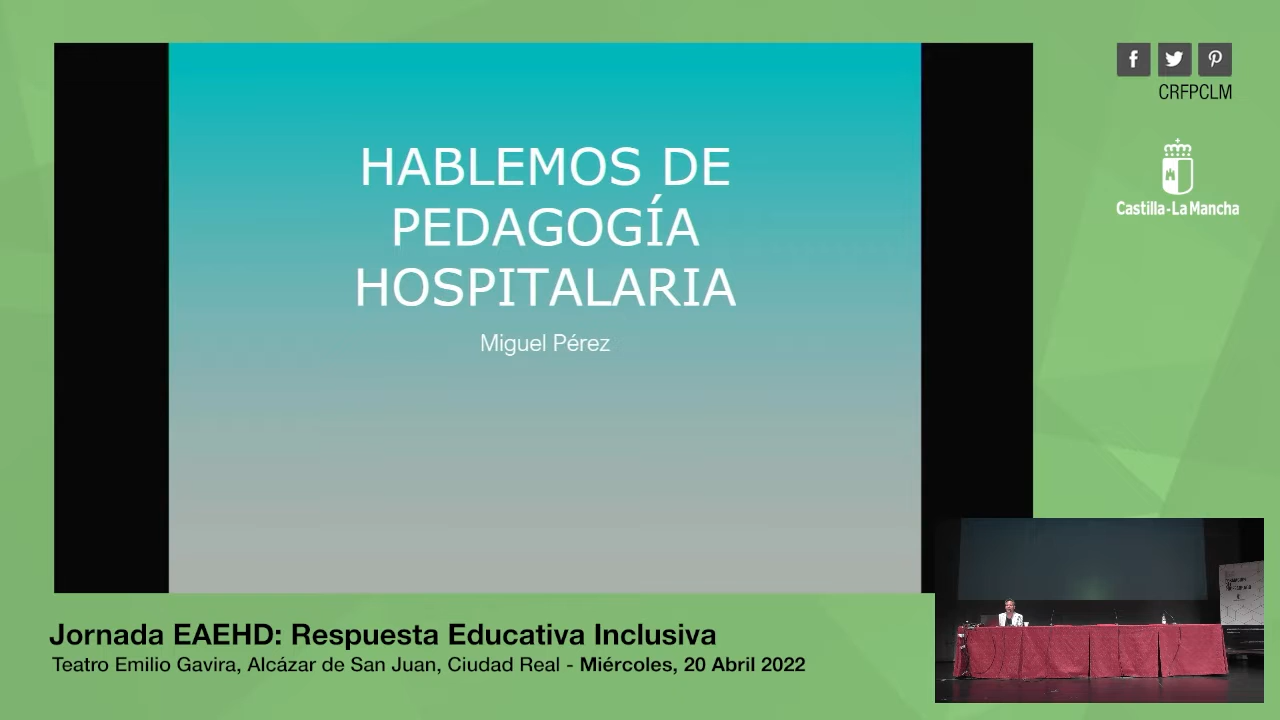 HABLEMOS DE
PEDAGOGÍA
HOSPITALARIA
Miguel Pérez
CRFPCLM
Castilla-La Mancha
Jornada EAEHD: Respuesta Educativa Inclusiva
Teatro Emilio Gavira, Alcázar de San Juan, Ciudad Real - Miércoles, 20 Abril 2022